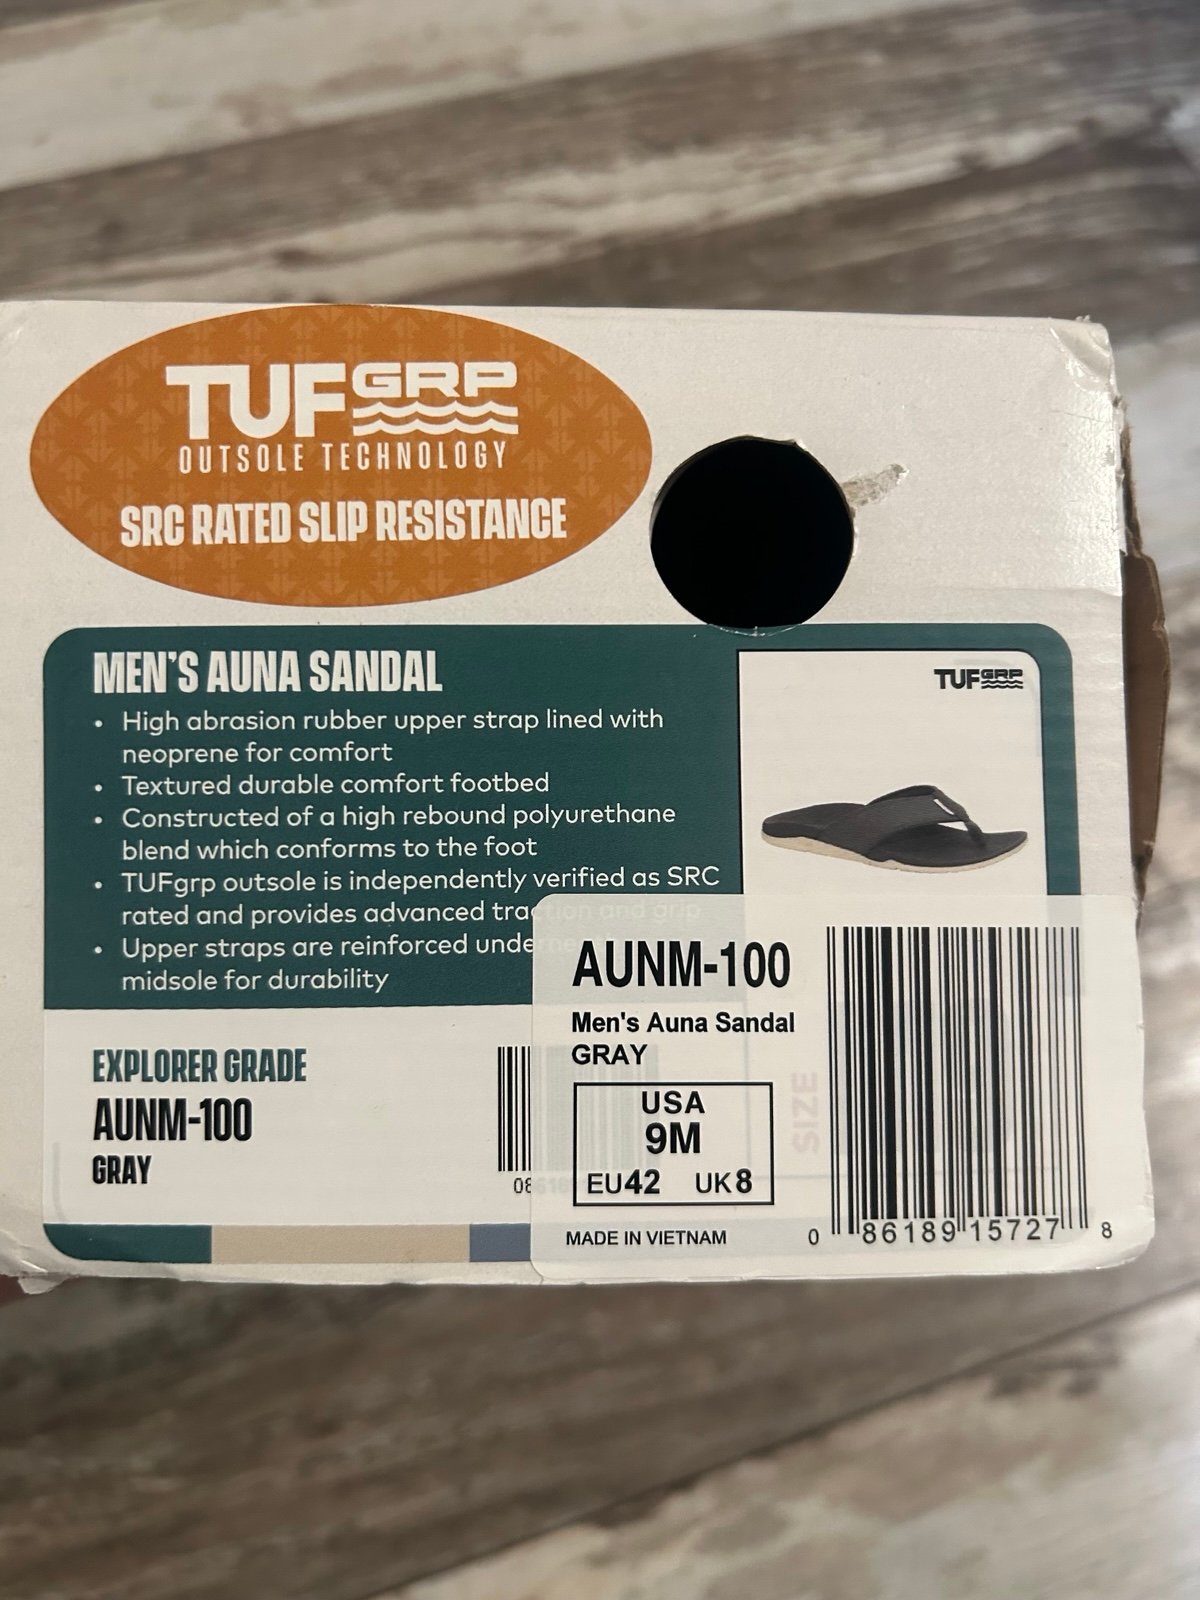 TUFGRP
OUTSOLE TECHNOLOGY
SRC RATED SLIP RESISTANCE
MEN'S AUNA SANDAL
• High abrasion rubber upper strap lined with
neoprene for comfort
• Textured durable comfort footbed
• Constructed of a high rebound polyurethane
blend which conforms to the foot
• TUFgrp outsole is independently verified as SRC
rated and provides advanced traction and grip
• Upper straps are reinforced
midsole for durability
TUFGRP
EXPLORER GRADE
AUNM-100
GRAY
AUNM-100
Men's Auna Sandal
GRAY
USA
9M
EU42 UK8
SIZE
MADE IN VIETNAM
0 86189 15727 8